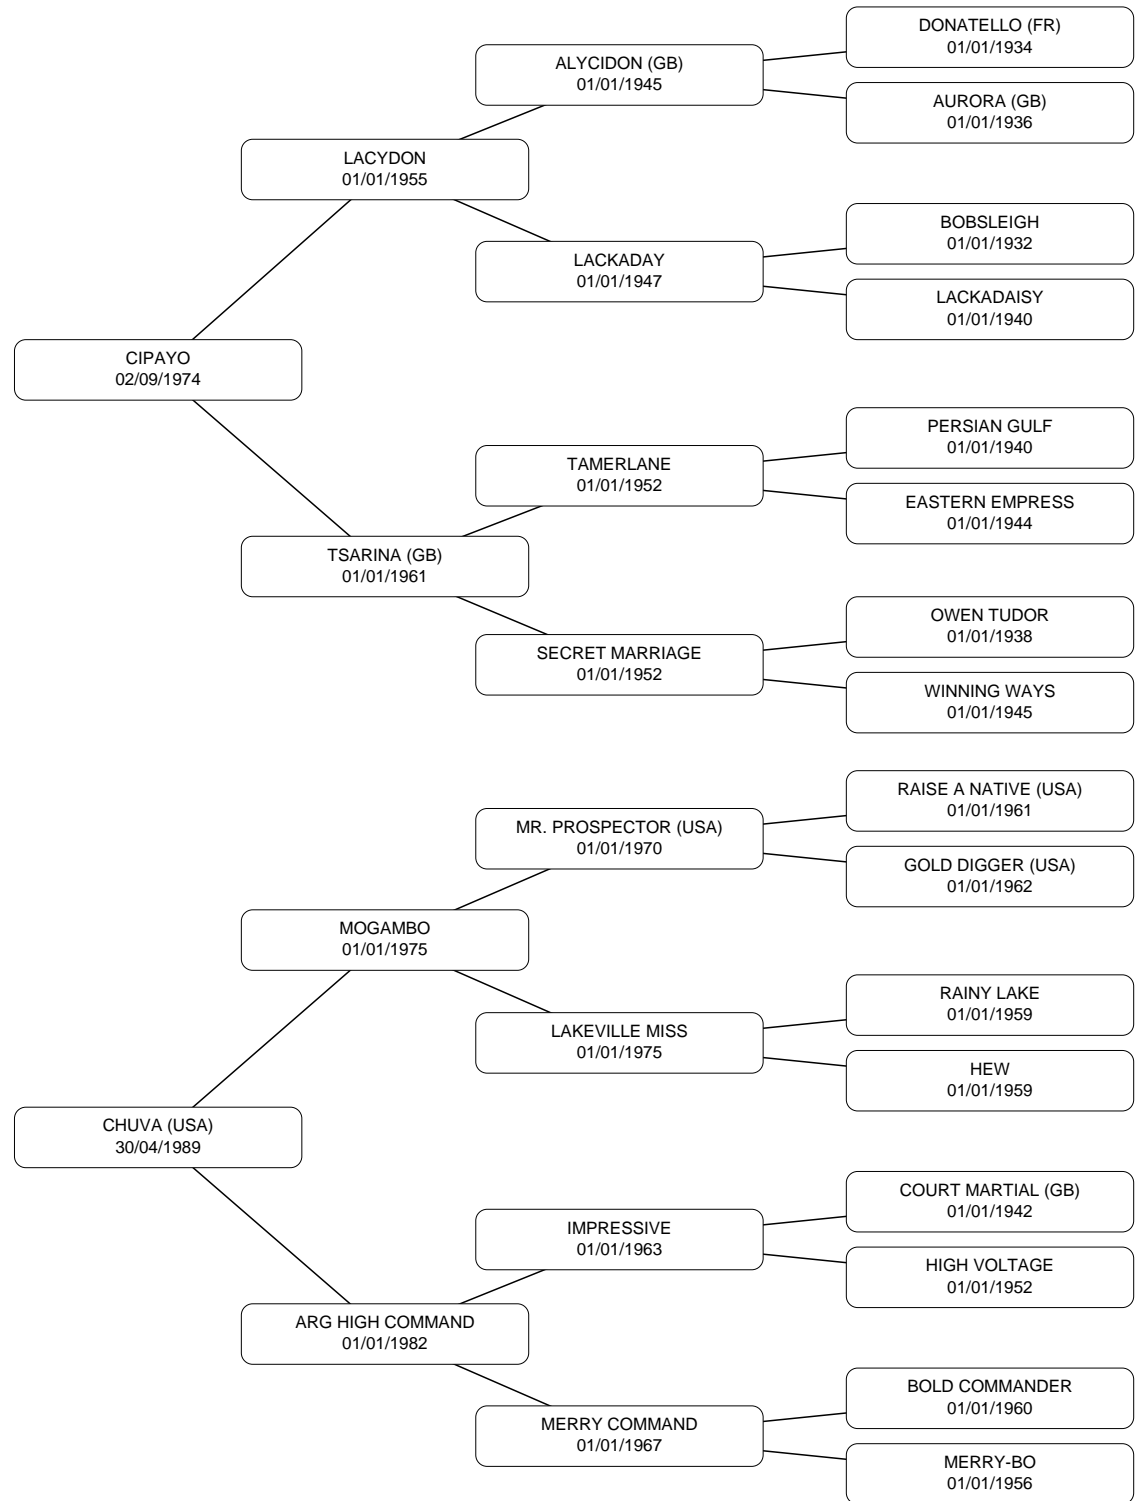 DONATELLO (FR)
01/01/1934
ALYCIDON (GB)
01/01/1945
AURORA (GB)
01/01/1936
LACYDON
01/01/1955
BOBSLEIGH
01/01/1932
LACKADAY
01/01/1947
LACKADAISY
01/01/1940
CIPAYO
02/09/1974
PERSIAN GULF
01/01/1940
TAMERLANE
01/01/1952
EASTERN EMPRESS
01/01/1944
TSARINA (GB)
01/01/1961
OWEN TUDOR
01/01/1938
SECRET MARRIAGE
01/01/1952
WINNING WAYS
01/01/1945
RAISE A NATIVE (USA)
01/01/1961
MR. PROSPECTOR (USA)
01/01/1970
GOLD DIGGER (USA)
01/01/1962
MOGAMBO
01/01/1975
RAINY LAKE
01/01/1959
LAKEVILLE MISS
01/01/1975
HEW
01/01/1959
CHUVA (USA)
30/04/1989
COURT MARTIAL (GB)
01/01/1942
IMPRESSIVE
01/01/1963
HIGH VOLTAGE
01/01/1952
ARG HIGH COMMAND
01/01/1982
BOLD COMMANDER
01/01/1960
MERRY COMMAND
01/01/1967
MERRY-BO
01/01/1956